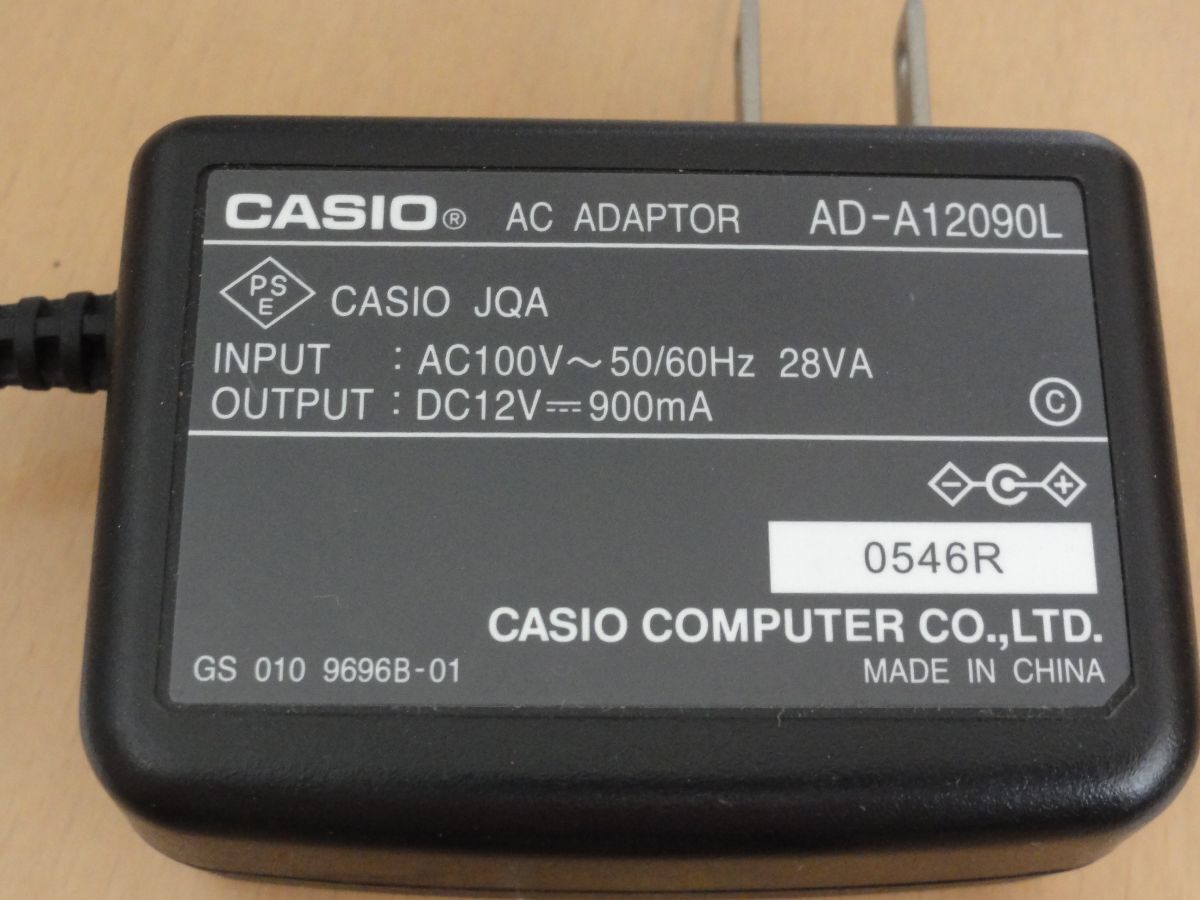 CASIO® AC ADAPTOR AD-A12090L
PSE CASIO JQA
INPUT : AC100V～50/60Hz 28VA
OUTPUT : DC12V⎓900mA
©
− +
0546R
CASIO COMPUTER CO.,LTD.
GS 010 9696B-01 MADE IN CHINA